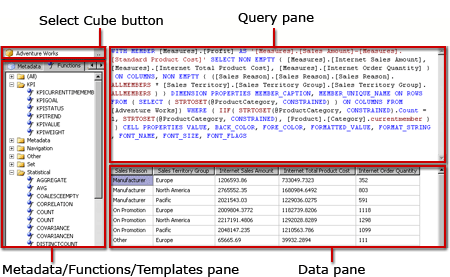 Select Cube button
Query pane
Adventure Works
Metadata
Functions
(All)
KPI
KPICURRENTTIMEMEMB
KPIGOAL
KPISTATUS
KPITREND
KPIVALUE
KPIWEIGHT
Metadata
Navigation
Other
Set
Statistical
AGGREGATE
AVG
COALESCEEMPTY
CORRELATION
COUNT
COUNT
COVARIANCE
COVARIANCEN
DISTINCTCOUNT
WITH MEMBER [Measures].[Profit] AS '[Measures].[Sales Amount]-[Measures].
[Standard Product Cost]' SELECT NON EMPTY { [Measures].[Internet Sales Amount],
[Measures].[Internet Total Product Cost], [Measures].[Internet Order Quantity] }
ON COLUMNS, NON EMPTY { ([Sales Reason].[Sales Reason].[Sales Reason].
ALLMEMBERS * [Sales Territory].[Sales Territory Group].[Sales Territory Group].
ALLMEMBERS ) } DIMENSION PROPERTIES MEMBER_CAPTION, MEMBER_UNIQUE_NAME ON ROWS
FROM ( SELECT ( STRTOSET(@ProductCategory, CONSTRAINED) ) ON COLUMNS FROM
[Adventure Works]) WHERE ( IIF( STRTOSET(@ProductCategory, CONSTRAINED).Count =
1, STRTOSET(@ProductCategory, CONSTRAINED), [Product].[Category].currentmember )
) CELL PROPERTIES VALUE, BACK_COLOR, FORE_COLOR, FORMATTED_VALUE, FORMAT_STRING
, FONT_NAME, FONT_SIZE, FONT_FLAGS
Sales Reason Sales Territory Group Internet Sales Amount Internet Total Product Cost Internet Order Quantity
Manufacturer Europe 1206593.86 733049.7323 352
Manufacturer North America 2765552.35 1680984.6492 803
Manufacturer Pacific 2021543.03 1229036.0275 591
On Promotion Europe 2009804.3772 1182739.8206 1118
On Promotion North America 2217191.4806 1292028.8289 1298
On Promotion Pacific 2048147.235 1210563.786 1099
Other Europe 65665.69 39932.2894 111
Metadata/Functions/Templates pane
Data pane